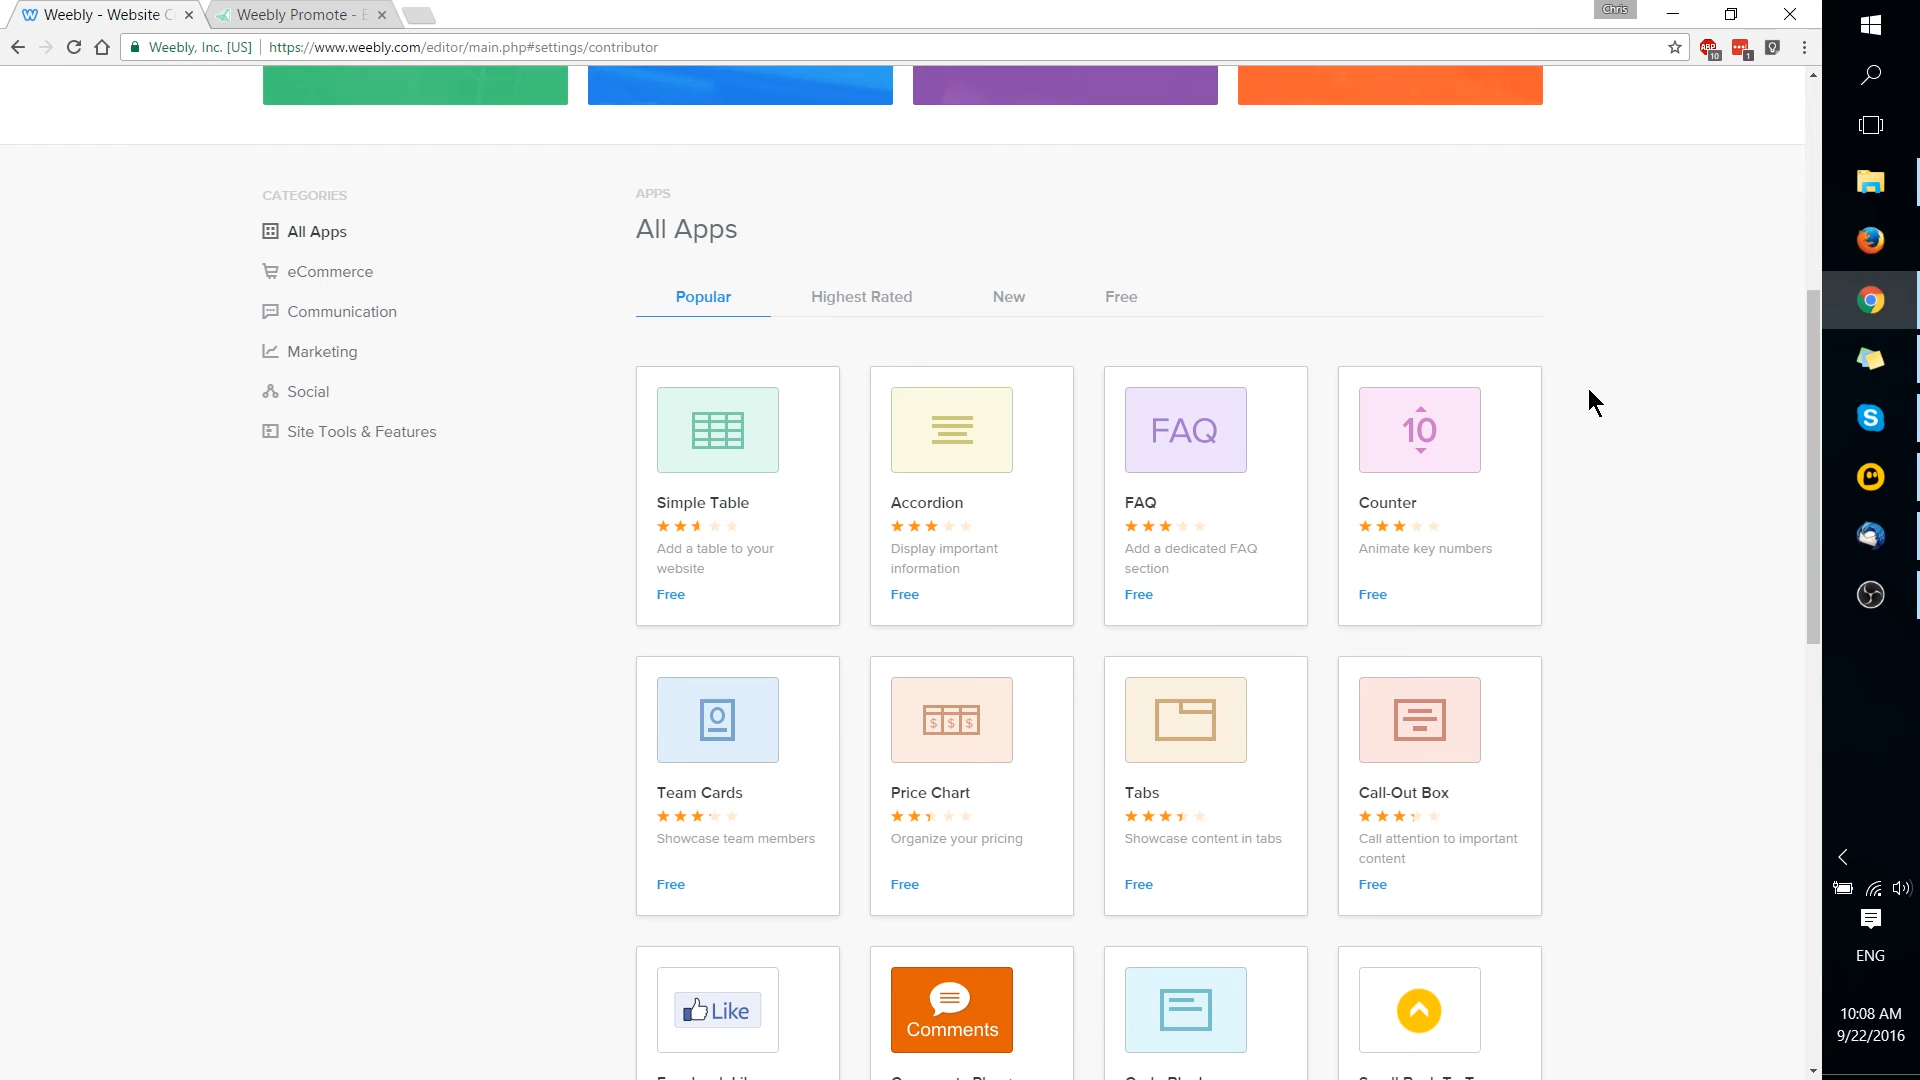 Weebly - Website C
Weebly Promote - E
Chris
Weebly, Inc. [US]
https://www.weebly.com/editor/main.php#settings/contributor
ABP
10
1
CATEGORIES
All Apps
eCommerce
Communication
Marketing
Social
Site Tools & Features
APPS
All Apps
Popular
Highest Rated
New
Free
FAQ
10
Simple Table
Accordion
FAQ
Counter
Add a table to your
website
Display important
information
Add a dedicated FAQ
section
Animate key numbers
Free
Free
Free
Free
$ $ $
Team Cards
Price Chart
Tabs
Call-Out Box
Showcase team members
Organize your pricing
Showcase content in tabs
Call attention to important
content
Free
Free
Free
Free
Like
Comments
ENG
10:08 AM
9/22/2016